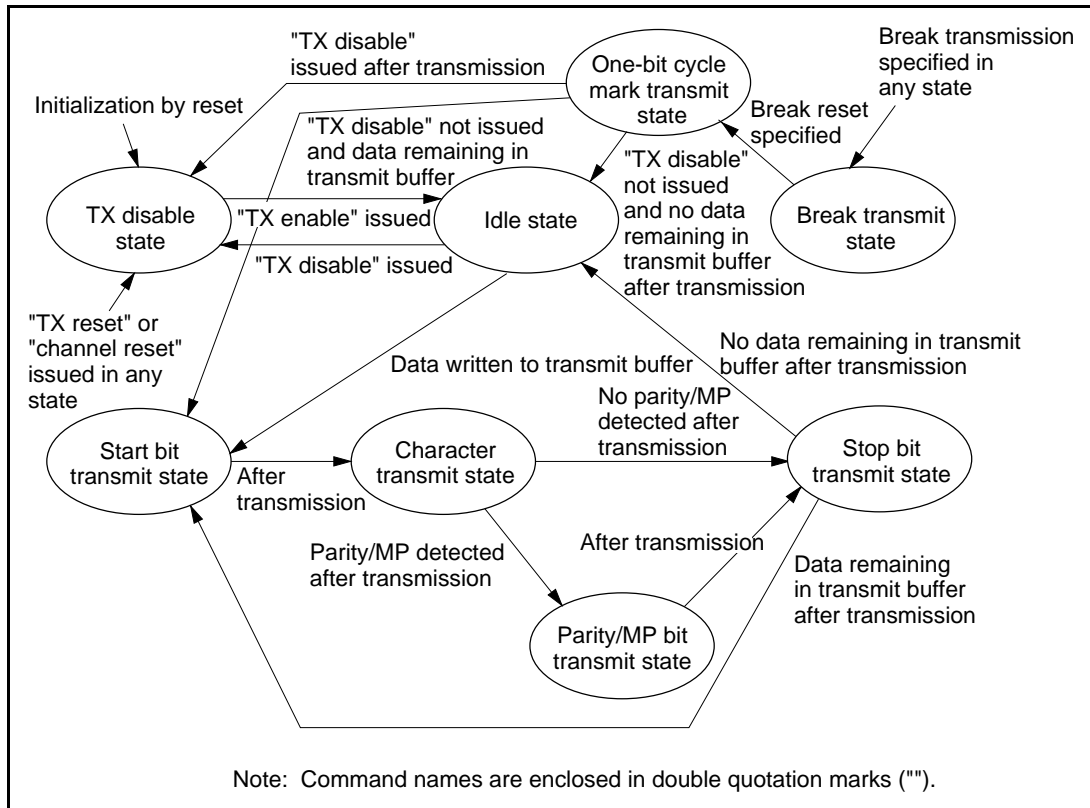 "TX disable"
issued after transmission
One-bit cycle
mark transmit
state
Break transmission
specified in
any state
Initialization by reset
"TX disable" not issued
and data remaining in
transmit buffer
Break reset
specified
"TX disable"
not issued
and no data
remaining in
transmit buffer
after transmission
TX disable
state
"TX enable" issued
Idle state
Break transmit
state
"TX disable" issued
"TX reset" or
"channel reset"
issued in any
state
Data written to transmit buffer
No data remaining in transmit
buffer after transmission
No parity/MP
detected after
transmission
Start bit
transmit state
After
transmission
Character
transmit state
Stop bit
transmit state
Parity/MP detected
after transmission
After transmission
Data remaining
in transmit buffer
after transmission
Parity/MP bit
transmit state
Note: Command names are enclosed in double quotation marks ("").